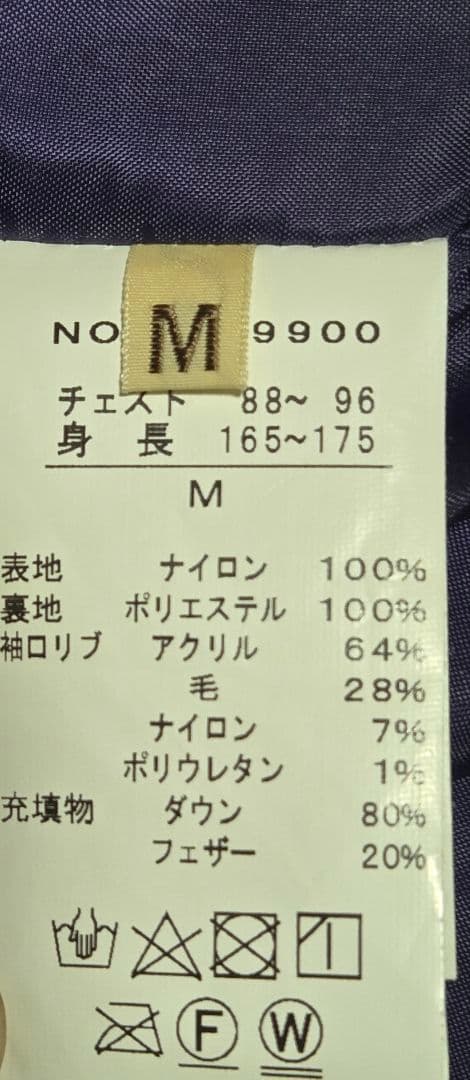 NO M 9900
チェスト 88~ 96
身 長 165~175
M
表地 ナイロン 100%
裏地 ポリエステル 100%
袖口リブ アクリル 64%
毛 28%
ナイロン 7%
ポリウレタン 1%
充填物 ダウン 80%
フェザー 20%
F W